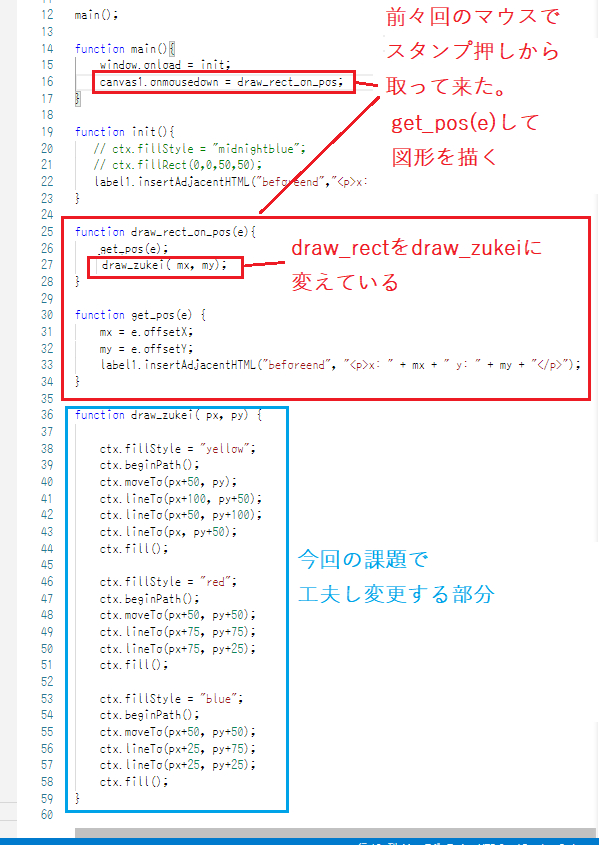 12 main();
13
14 function main(){
15 window.onload = init;
16 canvas1.onmousedown = draw_rect_on_pos;
17 }
18
19 function init(){
20 // ctx.fillStyle = "midnightblue";
21 // ctx.fillRect(0,0,50,50);
22 label1.insertAdjacentHTML("beforeend","<p>x:
23 }
24
25 function draw_rect_on_pos(e){
26 get_pos(e);
27 draw_zukei( mx, my);
28 }
29
30 function get_pos(e) {
31 mx = e.offsetX;
32 my = e.offsetY;
33 label1.insertAdjacentHTML("beforeend", "<p>x: " + mx + " y: " + my + "</p>");
34 }
35
36 function draw_zukei( px, py) {
37
38 ctx.fillStyle = "yellow";
39 ctx.beginPath();
40 ctx.moveTo(px+50, py);
41 ctx.lineTo(px+100, py+50);
42 ctx.lineTo(px+50, py+100);
43 ctx.lineTo(px, py+50);
44 ctx.fill();
45
46 ctx.fillStyle = "red";
47 ctx.beginPath();
48 ctx.moveTo(px+50, py+50);
49 ctx.lineTo(px+75, py+75);
50 ctx.lineTo(px+75, py+25);
51 ctx.fill();
52
53 ctx.fillStyle = "blue";
54 ctx.beginPath();
55 ctx.moveTo(px+50, py+50);
56 ctx.lineTo(px+25, py+75);
57 ctx.lineTo(px+25, py+25);
58 ctx.fill();
59 }
60
前々回のマウスで
スタンプ押しから
取って来た。
get_pos(e)して
図形を描く
draw_rectをdraw_zukeiに
変えている
今回の課題で
工夫し変更する部分